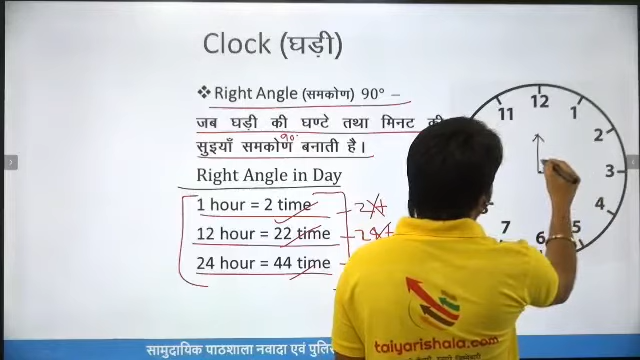 Clock (घड़ी)
❖Right Angle (समकोण) 90° –
जब घड़ी की घण्टे तथा मिनट की
90°
सुइयाँ समकोण बनाती है।
Right Angle in Day
1 hour = 2 time
12 hour = 22 time
24 hour = 44 time
12
11
1
2
3
4
5
6
7
taiyarishala.com
सामुदायिक पाठशाला नवादा एवं पुलिस